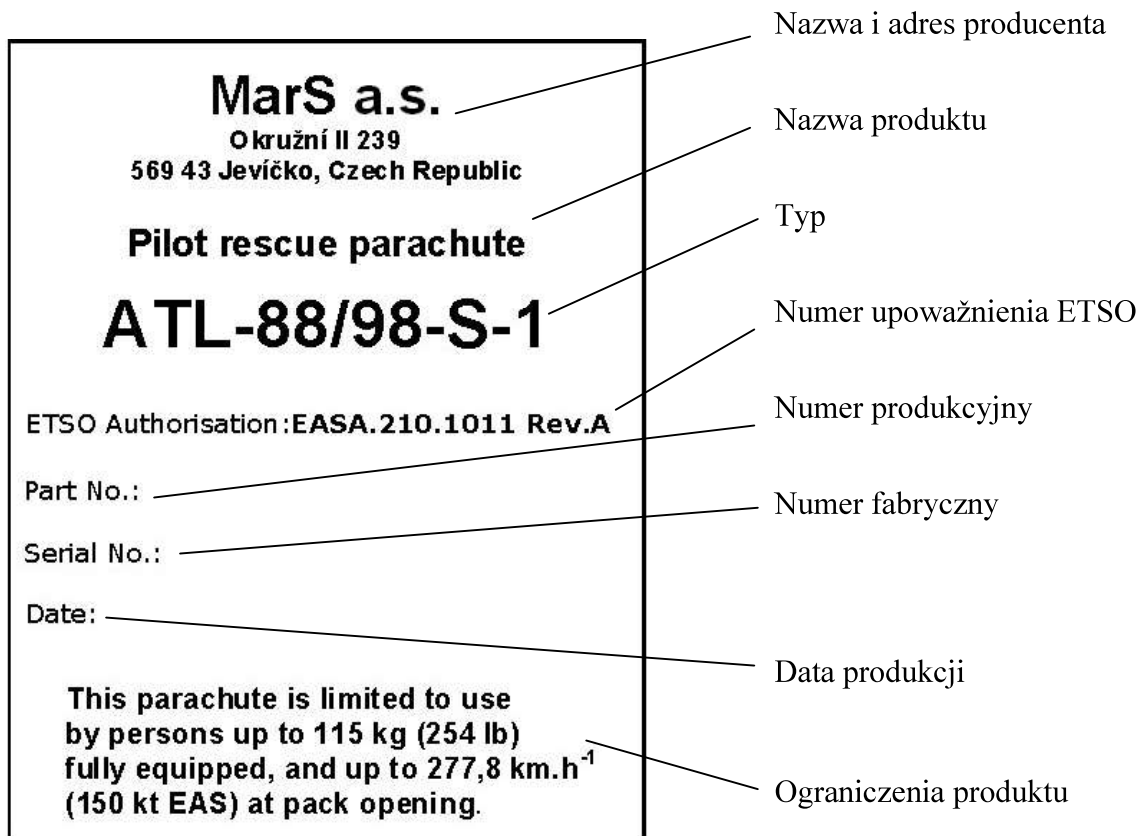 MarS a.s.
Okružní II 239
569 43 Jevíčko, Czech Republic
Pilot rescue parachute
ATL-88/98-S-1
ETSO Authorisation:EASA.210.1011 Rev.A
Part No.:
Serial No.:
Date:
This parachute is limited to use
by persons up to 115 kg (254 lb)
fully equipped, and up to 277,8 km.h⁻¹
(150 kt EAS) at pack opening.
Nazwa i adres producenta
Nazwa produktu
Typ
Numer upoważnienia ETSO
Numer produkcyjny
Numer fabryczny
Data produkcji
Ograniczenia produktu